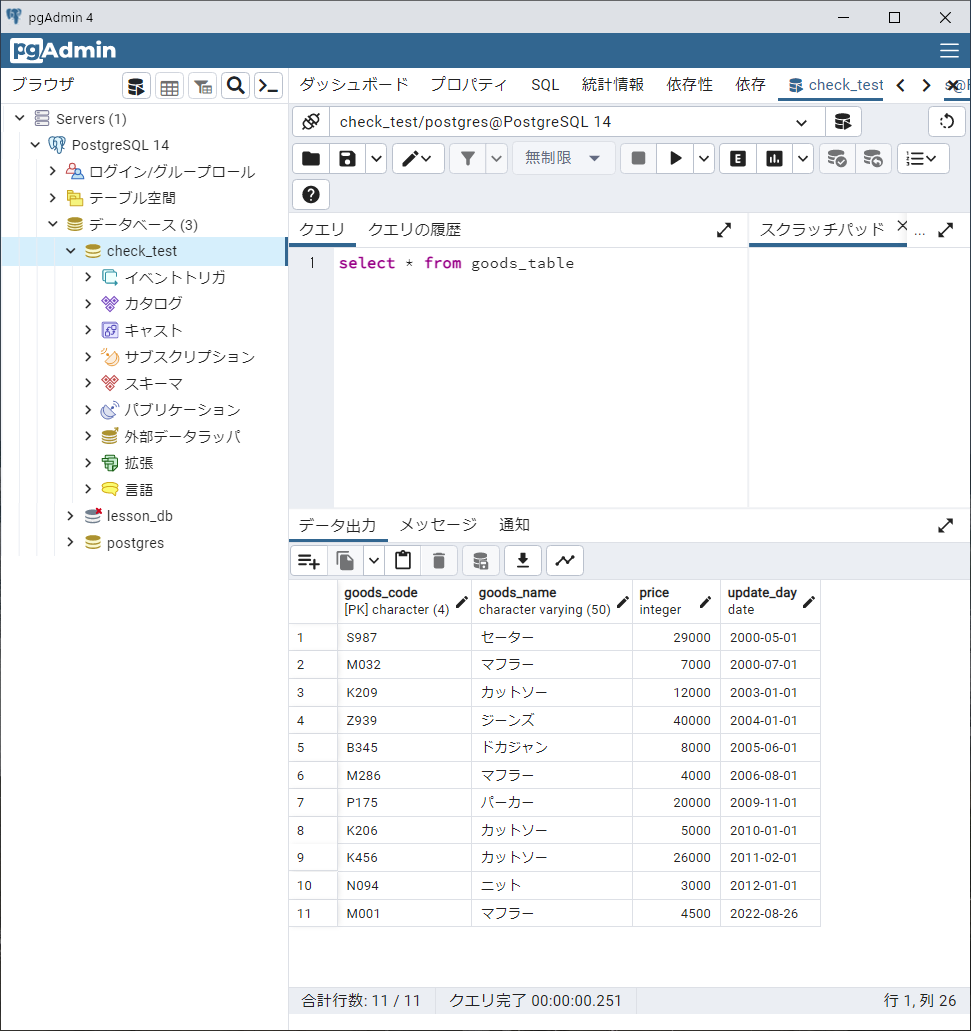 pgAdmin 4
pgAdmin
ブラウザ
ダッシュボード プロパティ SQL 統計情報 依存性 依存 check_test
Servers (1)
PostgreSQL 14
ログイン/グループロール
テーブル空間
データベース (3)
check_test
イベントトリガ
カタログ
キャスト
サブスクリプション
スキーマ
パブリケーション
外部データラッパ
拡張
言語
lesson_db
postgres
check_test/postgres@PostgreSQL 14
無制限
クエリ クエリの履歴 スクラッチパッド ...
1 select * from goods_table
データ出力 メッセージ 通知
goods_code goods_name price update_day
[PK] character (4) character varying (50) integer date
1 S987 セーター 29000 2000-05-01
2 M032 マフラー 7000 2000-07-01
3 K209 カットソー 12000 2003-01-01
4 Z939 ジーンズ 40000 2004-01-01
5 B345 ドカジャン 8000 2005-06-01
6 M286 マフラー 4000 2006-08-01
7 P175 パーカー 20000 2009-11-01
8 K206 カットソー 5000 2010-01-01
9 K456 カットソー 26000 2011-02-01
10 N094 ニット 3000 2012-01-01
11 M001 マフラー 4500 2022-08-26
合計行数: 11 / 11 クエリ完了 00:00:00.251 行 1, 列 26